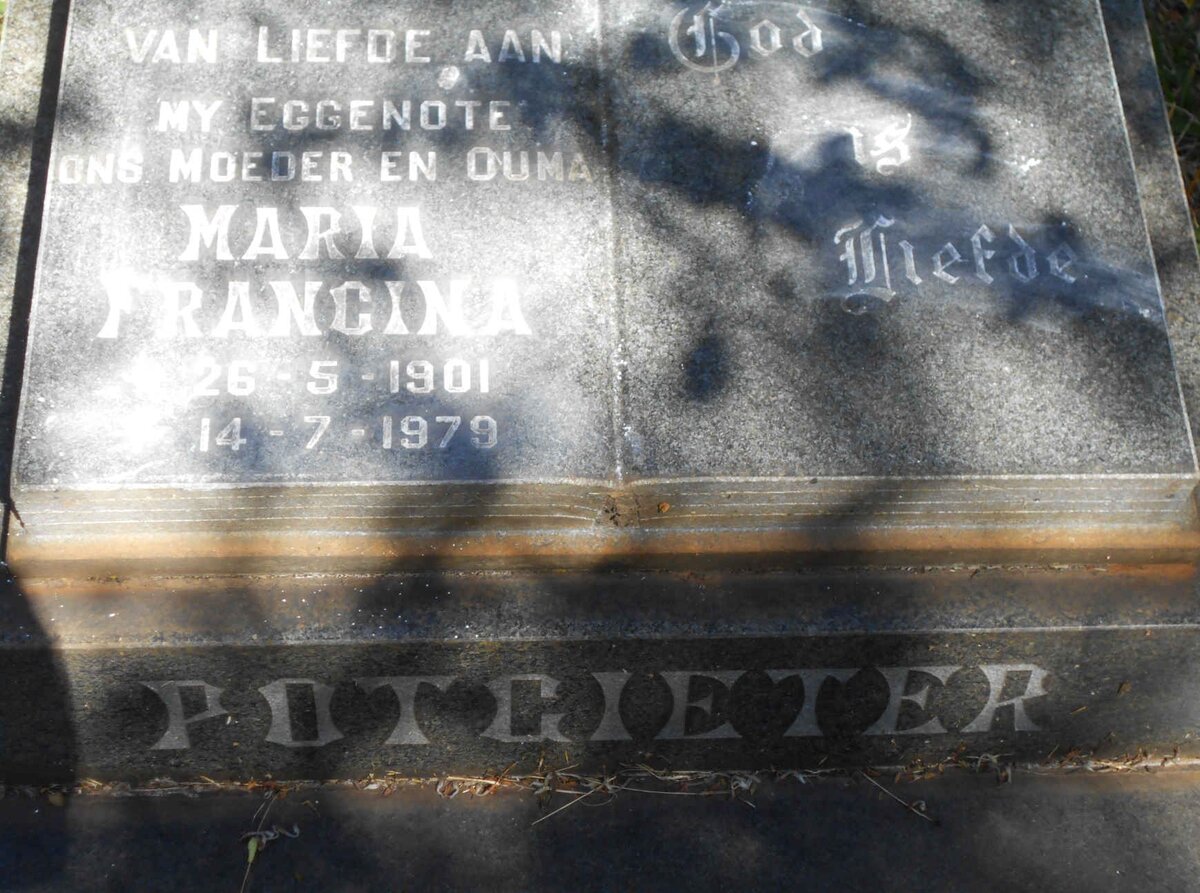 VAN LIEFDE AAN
MY EGGENOTE
ONS MOEDER EN OUMA
MARIA
FRANCINA
26-5-1901
14-7-1979
God
is
Liefde
POTGIETER